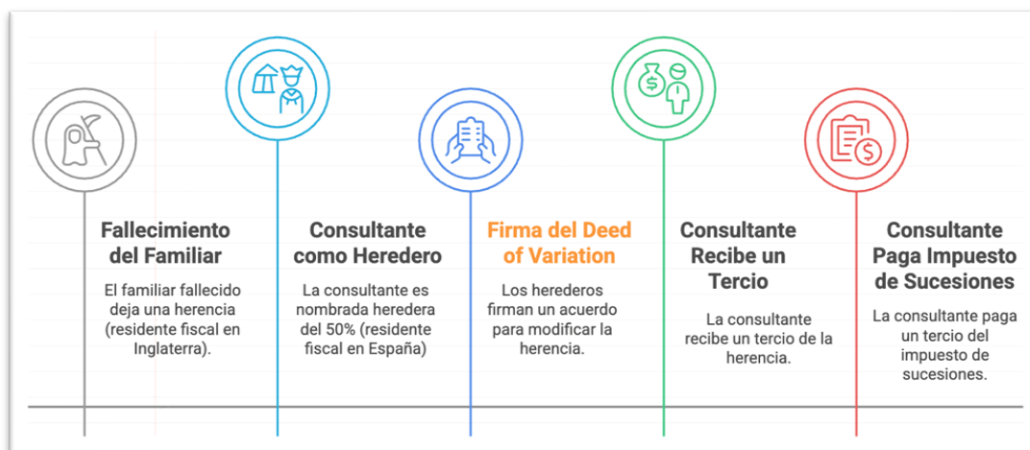 Fallecimiento
del Familiar
El familiar fallecido
deja una herencia
(residente fiscal en
Inglaterra).
Consultante
como Heredero
La consultante es
nombrada heredera
del 50% (residente
fiscal en España)
Firma del Deed
of Variation
Los herederos
firman un acuerdo
para modificar la
herencia.
Consultante
Recibe un
Tercio
La consultante
recibe un tercio de la
herencia.
Consultante
Paga Impuesto
de Sucesiones
La consultante paga
un tercio del
impuesto de
sucesiones.